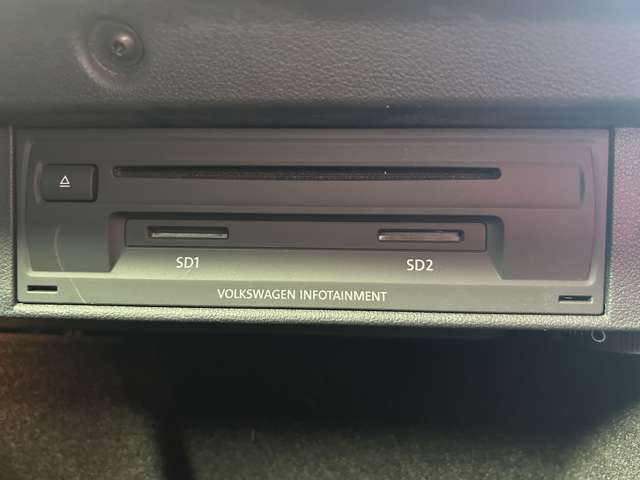 SD1 SD2
VOLKSWAGEN INFOTAINMENT